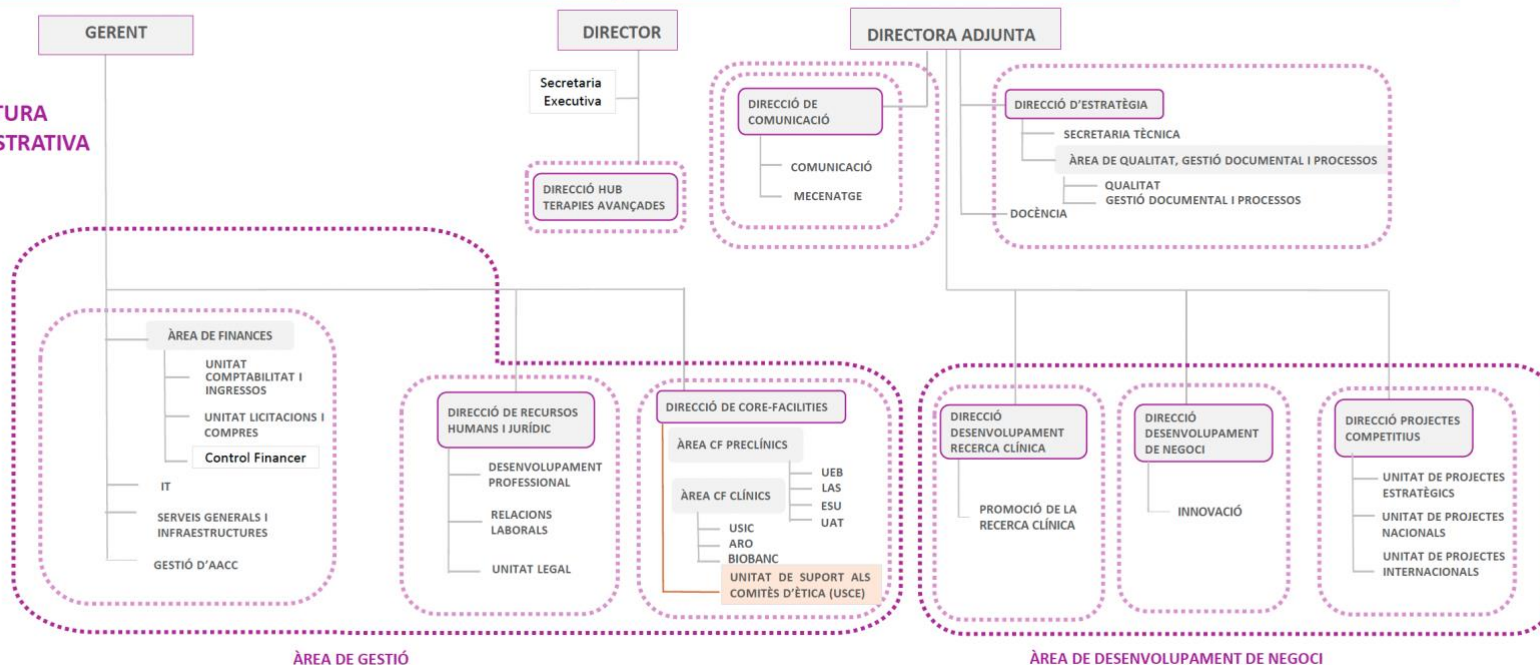 GERENT
DIRECTOR
DIRECTORA ADJUNTA
TURA
STRATIVA
Secretaria
Executiva
DIRECCIÓ HUB
TERAPIES AVANÇADES
DIRECCIÓ DE
COMUNICACIÓ
COMUNICACIÓ
MECENATGE
DIRECCIÓ D'ESTRATÈGIA
SECRETARIA TÈCNICA
ÀREA DE QUALITAT, GESTIÓ DOCUMENTAL I PROCESSOS
QUALITAT
GESTIÓ DOCUMENTAL I PROCESSOS
DOCÈNCIA
ÀREA DE FINANCES
UNITAT
COMPTABILITAT I
INGRESSOS
UNITAT LICITACIONS I
COMPRES
Control Financer
IT
SERVEIS GENERALS I
INFRAESTRUCTURES
GESTIÓ D'AACC
DIRECCIÓ DE RECURSOS
HUMANS I JURÍDIC
DESENVOLUPAMENT
PROFESSIONAL
RELACIONS
LABORALS
UNITAT LEGAL
DIRECCIÓ DE CORE-FACILITIES
ÀREA CF PRECLÍNICS
UEB
LAS
ESU
UAT
ÀREA CF CLÍNICS
USIC
ARO
BIOBANC
UNITAT DE SUPORT ALS
COMITÈS D'ÈTICA (USCE)
DIRECCIÓ
DESENVOLUPAMENT
RECERCA CLÍNICA
PROMOCIÓ DE LA
RECERCA CLÍNICA
DIRECCIÓ
DESENVOLUPAMENT
DE NEGOCI
INNOVACIÓ
DIRECCIÓ PROJECTES
COMPETITIUS
UNITAT DE PROJECTES
ESTRATÈGICS
UNITAT DE PROJECTES
NACIONALS
UNITAT DE PROJECTES
INTERNACIONALS
ÀREA DE GESTIÓ
ÀREA DE DESENVOLUPAMENT DE NEGOCI